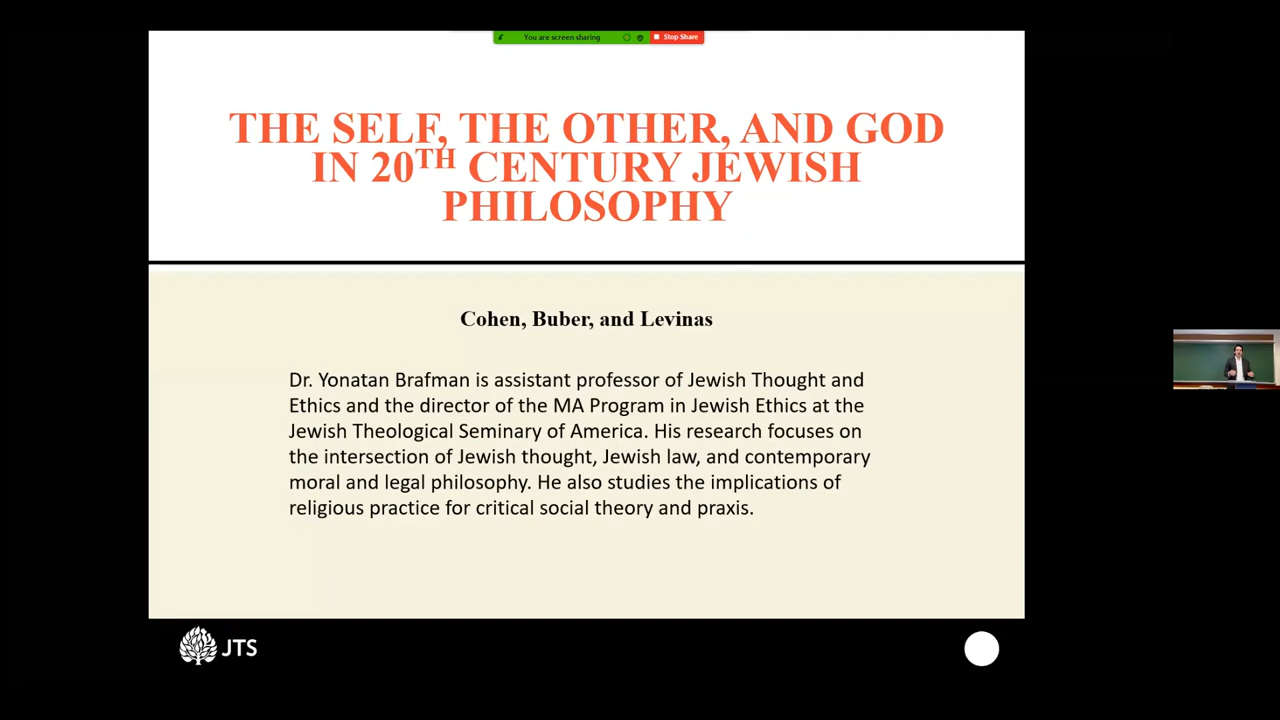 You are screen sharing
Stop Share
THE SELF, THE OTHER, AND GOD
IN 20TH CENTURY JEWISH
PHILOSOPHY
Cohen, Buber, and Levinas
Dr. Yonatan Brafman is assistant professor of Jewish Thought and
Ethics and the director of the MA Program in Jewish Ethics at the
Jewish Theological Seminary of America. His research focuses on
the intersection of Jewish thought, Jewish law, and contemporary
moral and legal philosophy. He also studies the implications of
religious practice for critical social theory and praxis.
JTS